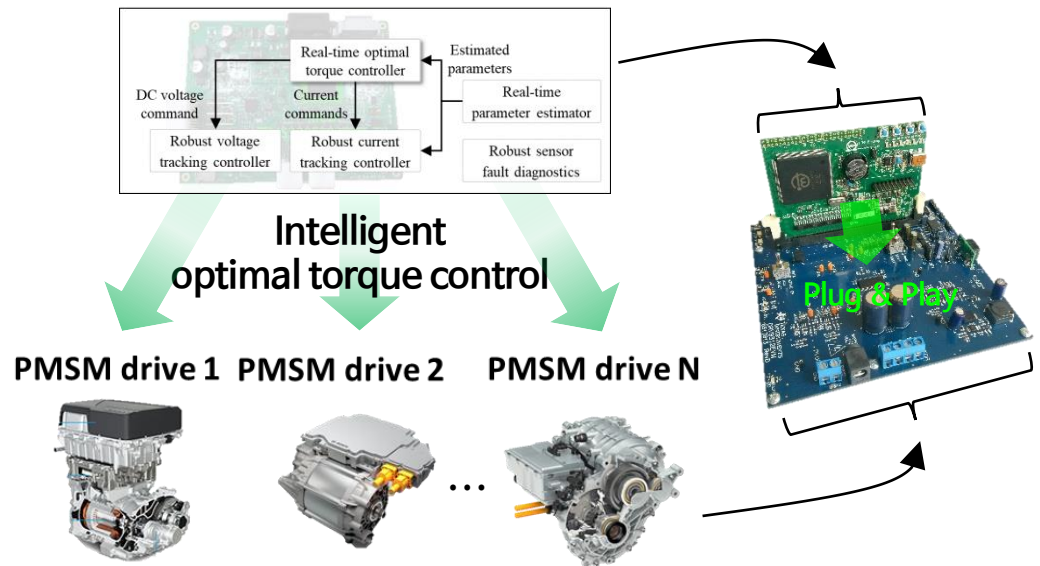 Real-time optimal
torque controller
Estimated
parameters
DC voltage
command
Current
commands
Real-time
parameter estimator
Robust voltage
tracking controller
Robust current
tracking controller
Robust sensor
fault diagnostics
Intelligent
optimal torque control
Plug & Play
PMSM drive 1
PMSM drive 2
PMSM drive N
...